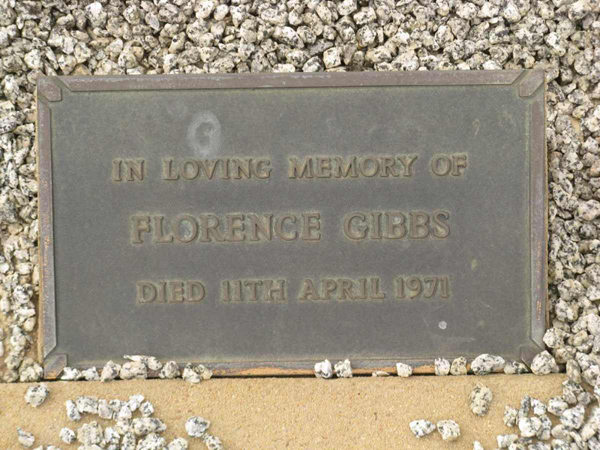 IN LOVING MEMORY OF
FLORENCE GIBBS
DIED 11TH APRIL 1971